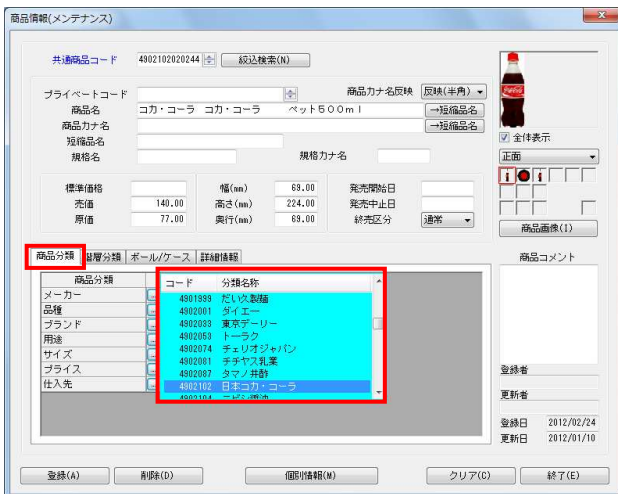 商品情報(メンテナンス)
共通商品コード 4902102020244 絞込検索(N)
プライベートコード 商品カナ名反映 反映(半角)
商品名 コカ・コーラ コカ・コーラ ペット500ml →短縮品名
商品カナ名 →短縮品名
短縮品名
規格名 規格カナ名
全体表示
正面
標準価格 幅(mm) 69.00 発売開始日
売価 140.00 高さ(mm) 224.00 発売中止日
原価 77.00 奥行(mm) 69.00 終売区分 通常
商品画像(I)
商品分類 階層分類 ボール/ケース 詳細情報
商品コメント
商品分類
メーカー
品種
ブランド
用途
サイズ
プライス
仕入先
コード 分類名称
4901999 だい久製麺
4902001 ダイエー
4902033 東京デーリー
4902053 トーラク
4902074 チェリオジャパン
4902081 チチヤス乳業
4902087 タマノ井酢
4902102 日本コカ・コーラ
登録者
更新者
登録日 2012/02/24
更新日 2012/01/10
登録(A) 削除(D) 個別情報(M) クリア(C) 終了(E)